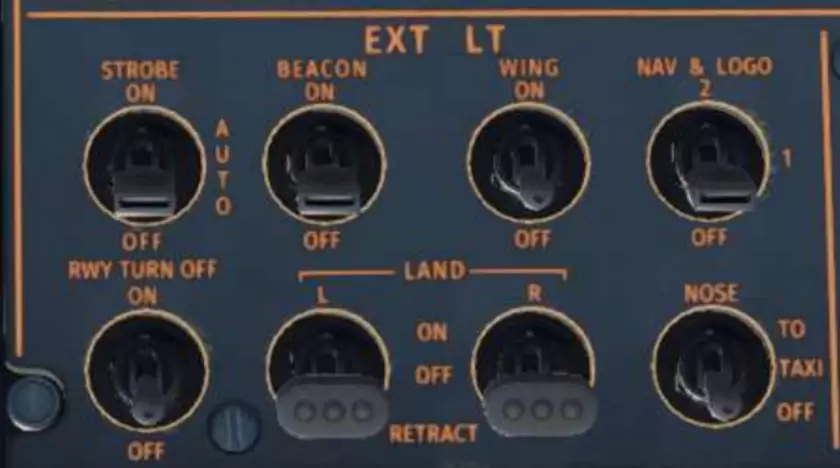 EXT LT
STROBE BEACON WING NAV & LOGO
ON ON ON 2
AUTO 1
OFF OFF OFF OFF
RWY TURN OFF LAND
ON L R NOSE
ON TO
OFF TAXI
RETRACT OFF
OFF